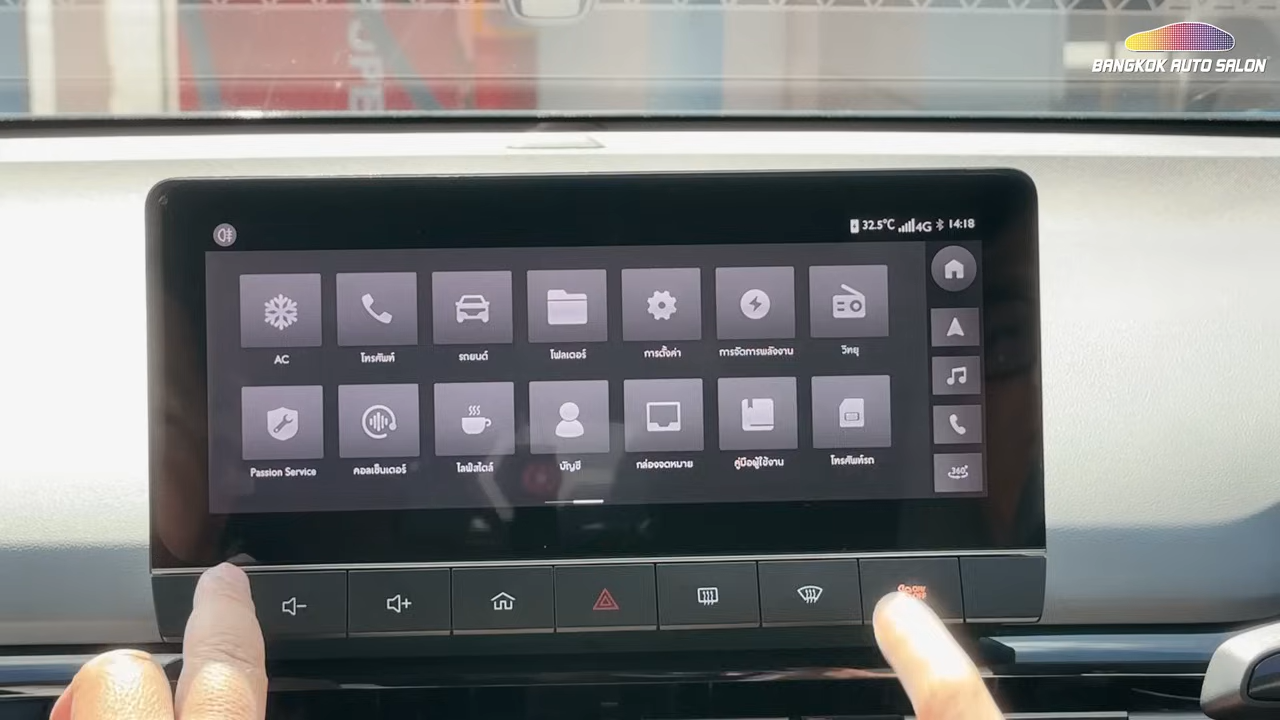 BANGKOK AUTO SALON
32.5°C 4G 14:18
AC
โทรศัพท์
รถยนต์
โฟลเดอร์
การตั้งค่า
การจัดการพลังงาน
วิทยุ
Passion Service
คอลเซ็นเตอร์
ไลฟ์สไตล์
บัญชี
กล่องจดหมาย
คู่มือผู้ใช้งาน
โทรศัพท์รถ
360°